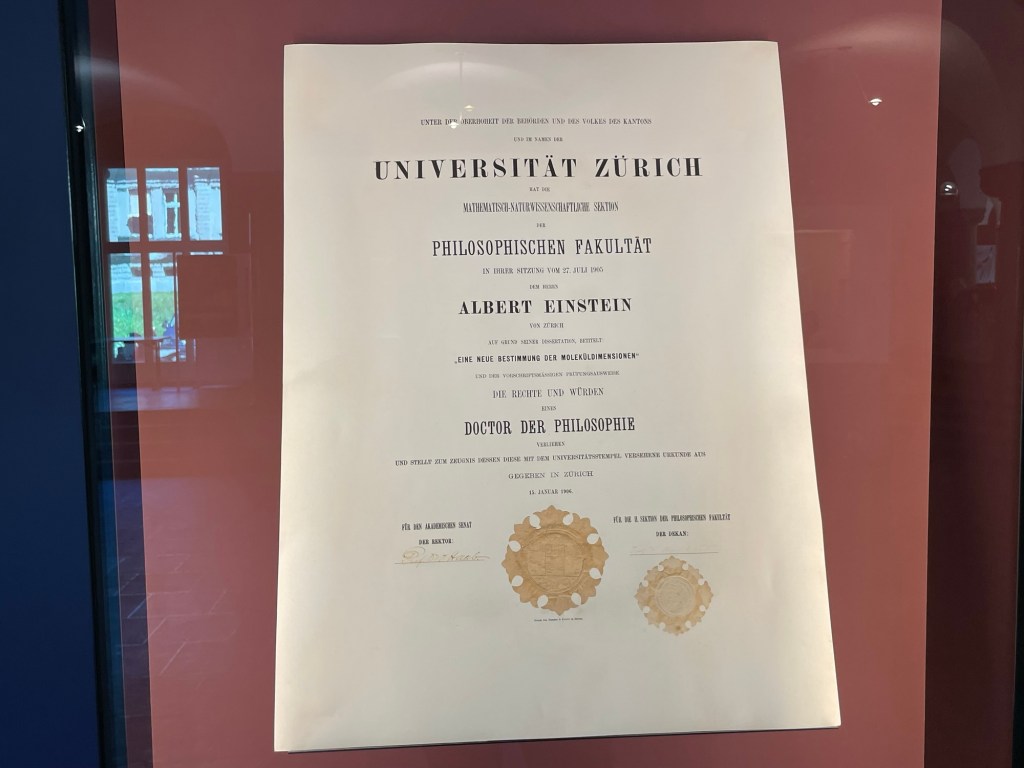 UNTER DER OBERHOHEIT DER BEHÖRDEN UND DES VOLKES DES KANTONS
UND IM NAMEN DER
UNIVERSITÄT ZÜRICH
HAT DIE
MATHEMATISCH-NATURWISSENSCHAFTLICHE SEKTION
DER
PHILOSOPHISCHEN FAKULTÄT
IN IHRER SITZUNG VOM 27. JULI 1905
DEM HERRN
ALBERT EINSTEIN
VON ZÜRICH
AUF GRUND SEINER DISSERTATION, BETITELT:
„EINE NEUE BESTIMMUNG DER MOLEKÜLDIMENSIONEN"
UND DER VORSCHRIFTSMÄSSIGEN PRÜFUNGSAUSWEISE
DIE RECHTE UND WÜRDEN
EINES
DOCTOR DER PHILOSOPHIE
VERLIEHEN
UND STELLT ZUM ZEUGNIS DESSEN DIESE MIT DEM UNIVERSITÄTSSTEMPEL VERSEHENE URKUNDE AUS
GEGEBEN IN ZÜRICH,
15. JANUAR 1906.
FÜR DEN AKADEMISCHEN SENAT
DER REKTOR:
FÜR DIE II. SEKTION DER PHILOSOPHISCHEN FAKULTÄT
DER DEKAN: